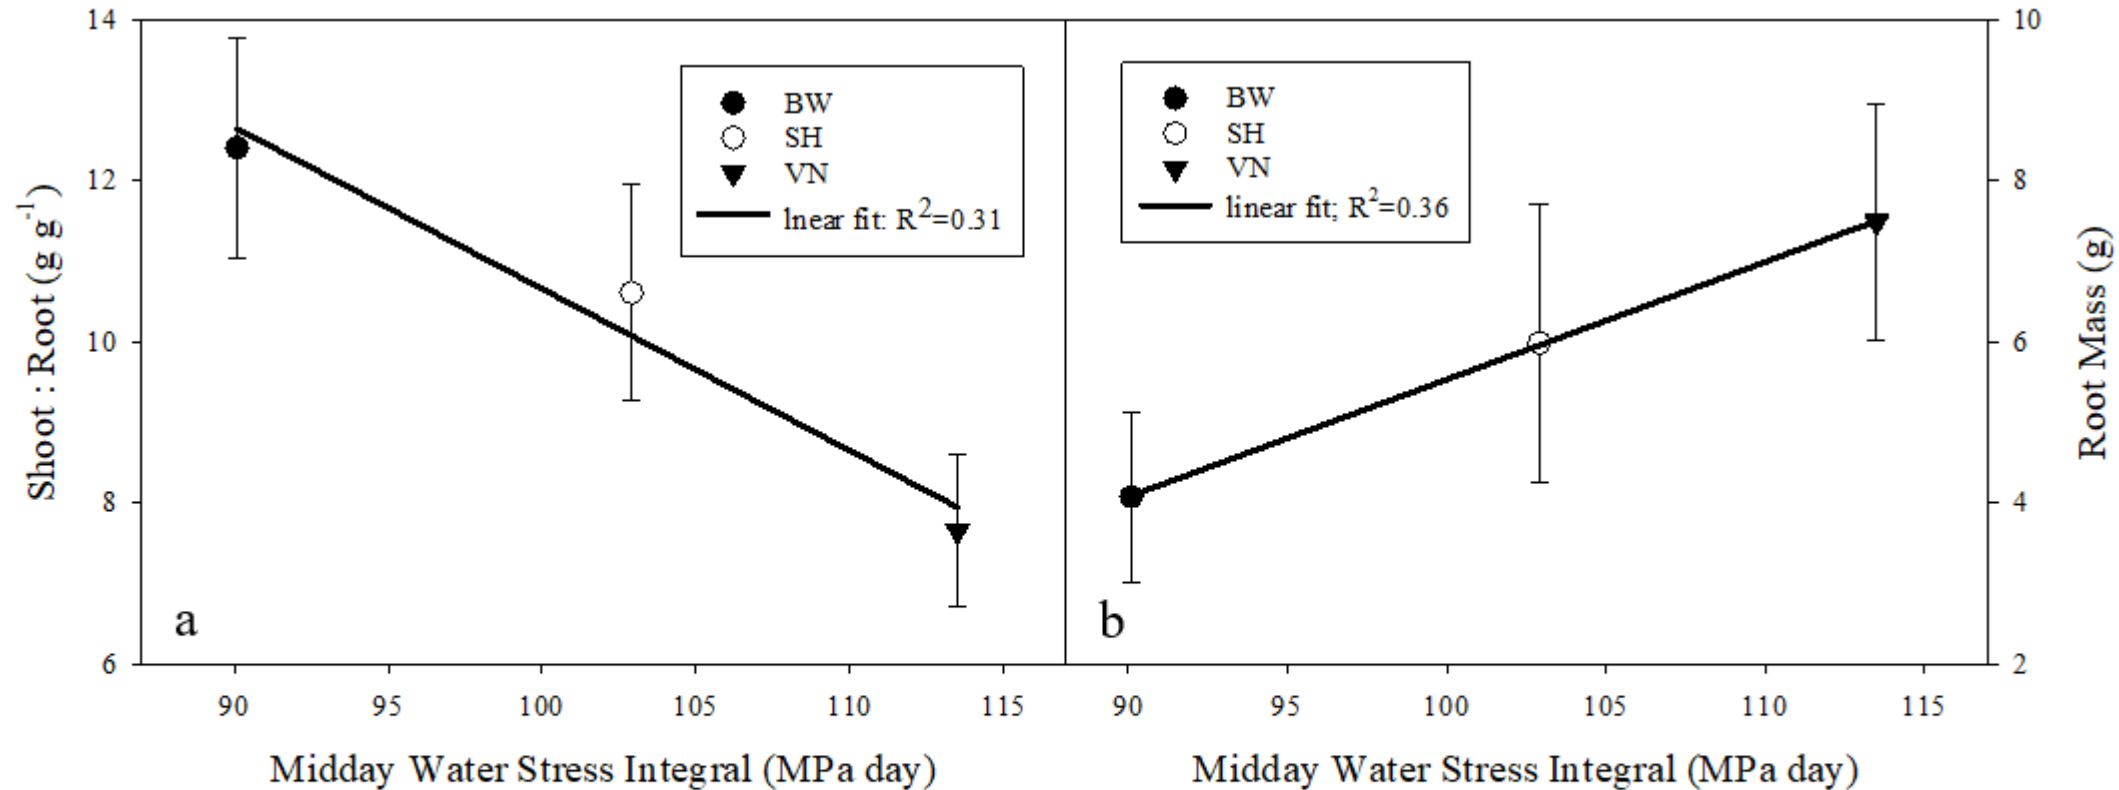 14
12
10
8
6
Shoot : Root (g g-1)
BW
SH
VN
lnear fit: R2=0.31
a
90
95
100
105
110
115
Midday Water Stress Integral (MPa day)
BW
SH
VN
linear fit; R2=0.36
b
90
95
100
105
110
115
Midday Water Stress Integral (MPa day)
10
8
6
4
2
Root Mass (g)